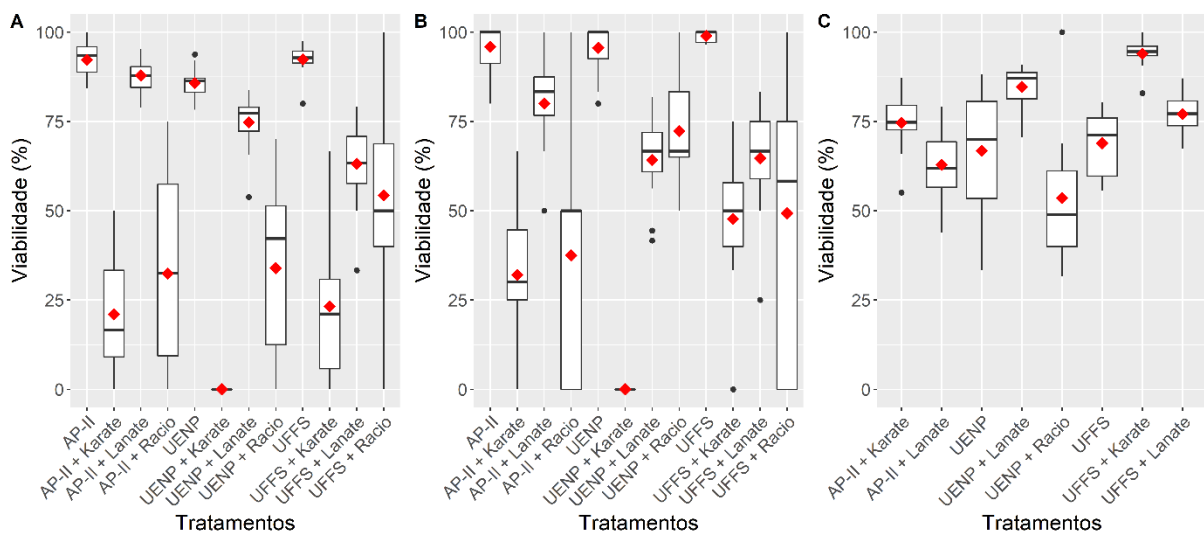 A
Viabilidade (%)
100
75
50
25
0
AP-II
AP-II + Karate
AP-II + Lanate
AP-II + Racio
UENP
UENP + Karate
UENP + Lanate
UENP + Racio
UFFS
UFFS + Karate
UFFS + Lanate
UFFS + Racio
Tratamentos
B
Viabilidade (%)
100
75
50
25
0
AP-II
AP-II + Karate
AP-II + Lanate
AP-II + Racio
UENP
UENP + Karate
UENP + Lanate
UENP + Racio
UFFS
UFFS + Karate
UFFS + Lanate
UFFS + Racio
Tratamentos
C
Viabilidade (%)
100
75
50
25
0
AP-II + Karate
AP-II + Lanate
UENP
UENP + Lanate
UENP + Racio
UFFS
UFFS + Karate
UFFS + Lanate
Tratamentos